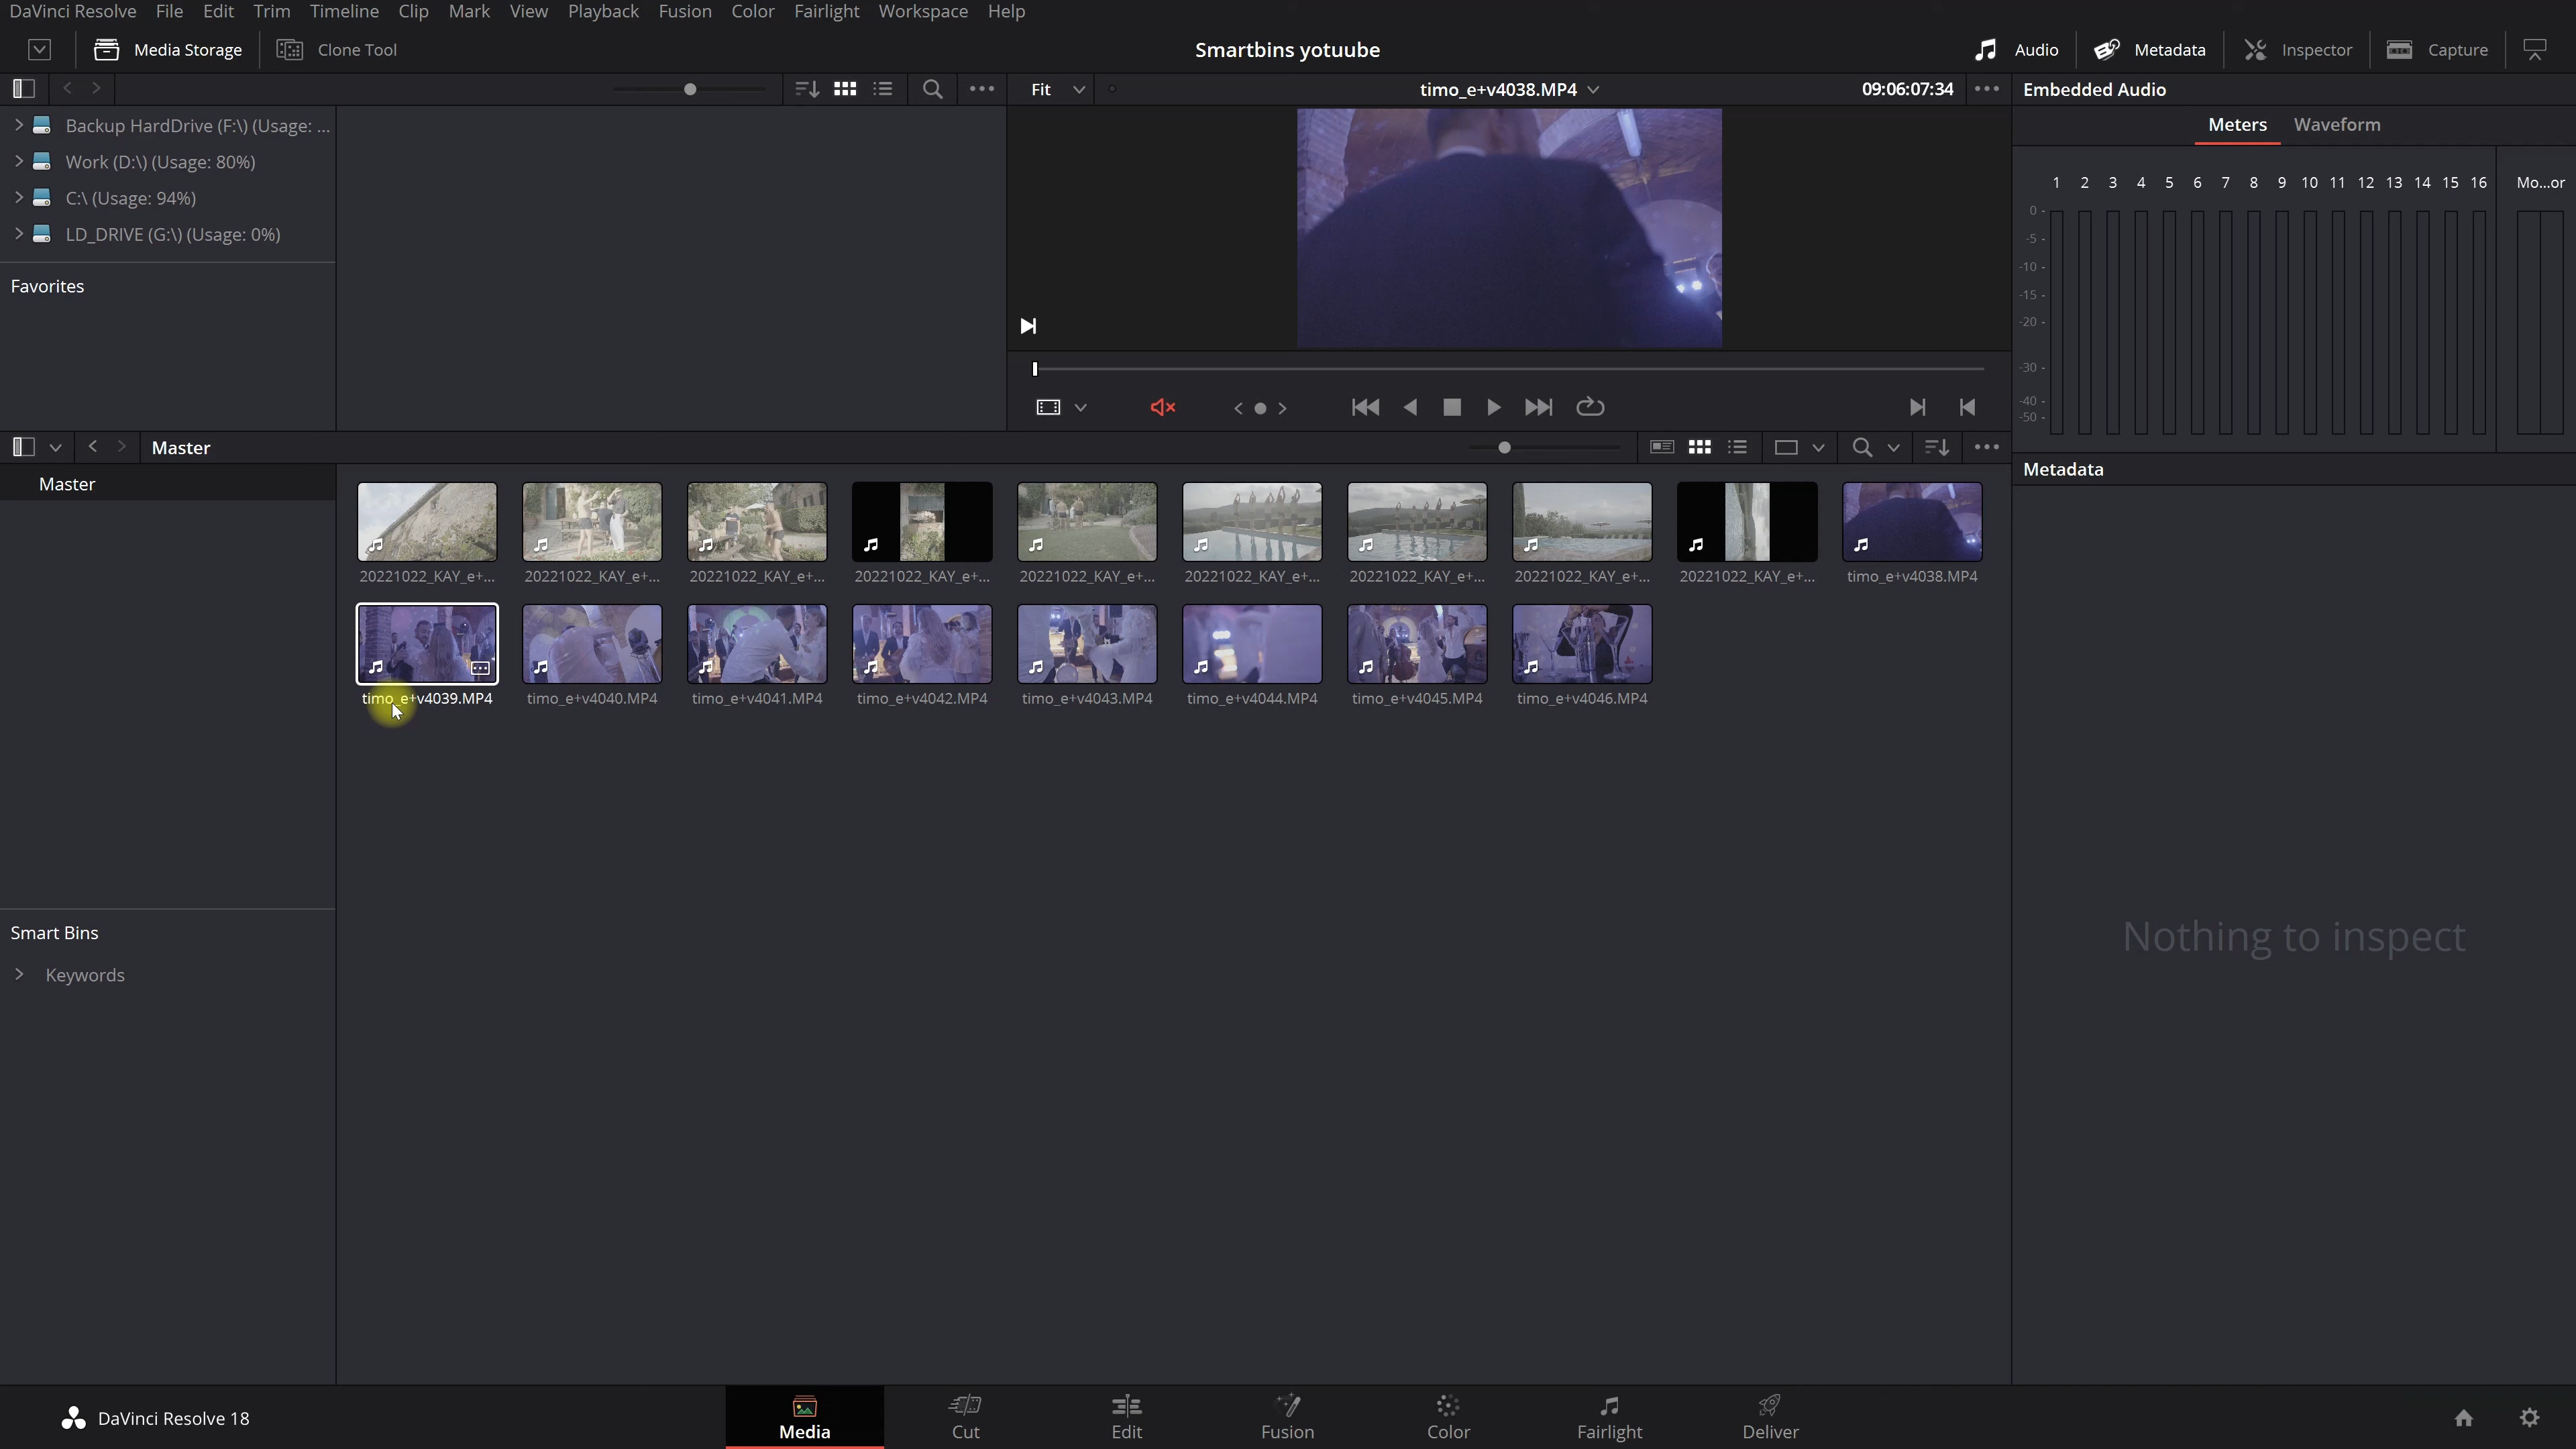 DaVinci Resolve File Edit Trim Timeline Clip Mark View Playback Fusion Color Fairlight Workspace Help
Media Storage Clone Tool Smartbins yotuube Audio Metadata Inspector Capture
Fit timo_e+v4038.MP4 09:06:07:34 Embedded Audio
Backup HardDrive (F:\) (Usage: ...
Work (D:\) (Usage: 80%)
C:\ (Usage: 94%)
LD_DRIVE (G:\) (Usage: 0%)
Favorites
Meters Waveform
1 2 3 4 5 6 7 8 9 10 11 12 13 14 15 16 Mo...or
0 -
-5 -
-10 -
-15 -
-20 -
-30 -
-40 -
-50 -
Master
Master
Metadata
20221022_KAY_e+... 20221022_KAY_e+... 20221022_KAY_e+... 20221022_KAY_e+... 20221022_KAY_e+... 20221022_KAY_e+... 20221022_KAY_e+... 20221022_KAY_e+... 20221022_KAY_e+... timo_e+v4038.MP4
timo_e+v4039.MP4 timo_e+v4040.MP4 timo_e+v4041.MP4 timo_e+v4042.MP4 timo_e+v4043.MP4 timo_e+v4044.MP4 timo_e+v4045.MP4 timo_e+v4046.MP4
Smart Bins
Keywords
Nothing to inspect
DaVinci Resolve 18
Media Cut Edit Fusion Color Fairlight Deliver